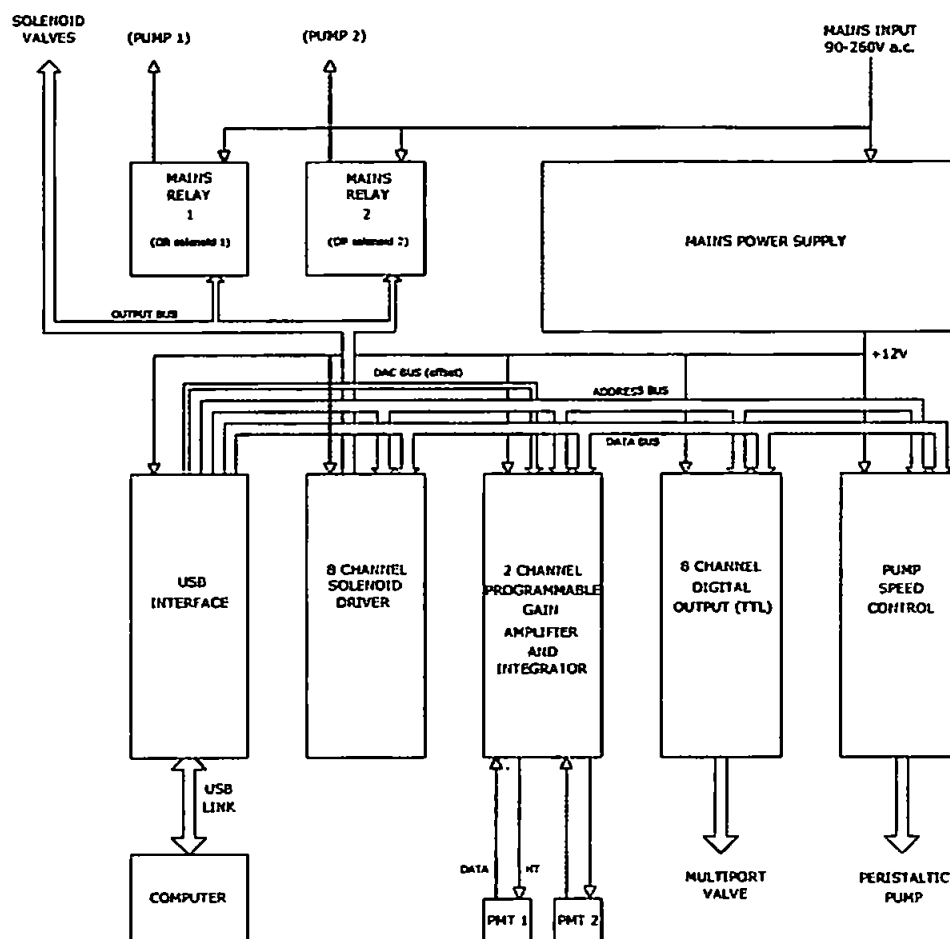 SOLENOID
VALVES
(PUMP 1)
(PUMP 2)
MAINS INPUT
90-260V a.c.
MAINS
RELAY
1
(OR solenoid 1)
MAINS
RELAY
2
(OR solenoid 2)
MAINS POWER SUPPLY
OUTPUT BUS
+12V
DAC BUS (offset)
ADDRESS BUS
DATA BUS
USB
INTERFACE
8 CHANNEL
SOLENOID
DRIVER
2 CHANNEL
PROGRAMMABLE
GAIN
AMPLIFIER
AND
INTEGRATOR
8 CHANNEL
DIGITAL
OUTPUT (TTL)
PUMP
SPEED
CONTROL
USB
LINK
COMPUTER
DATA
HT
PMT 1
PMT 2
MULTIPORT
VALVE
PERISTALTIC
PUMP